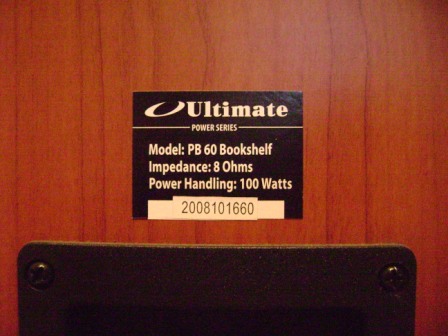 Ultimate
POWER SERIES
Model: PB 60 Bookshelf
Impedance: 8 Ohms
Power Handling: 100 Watts
2008101660